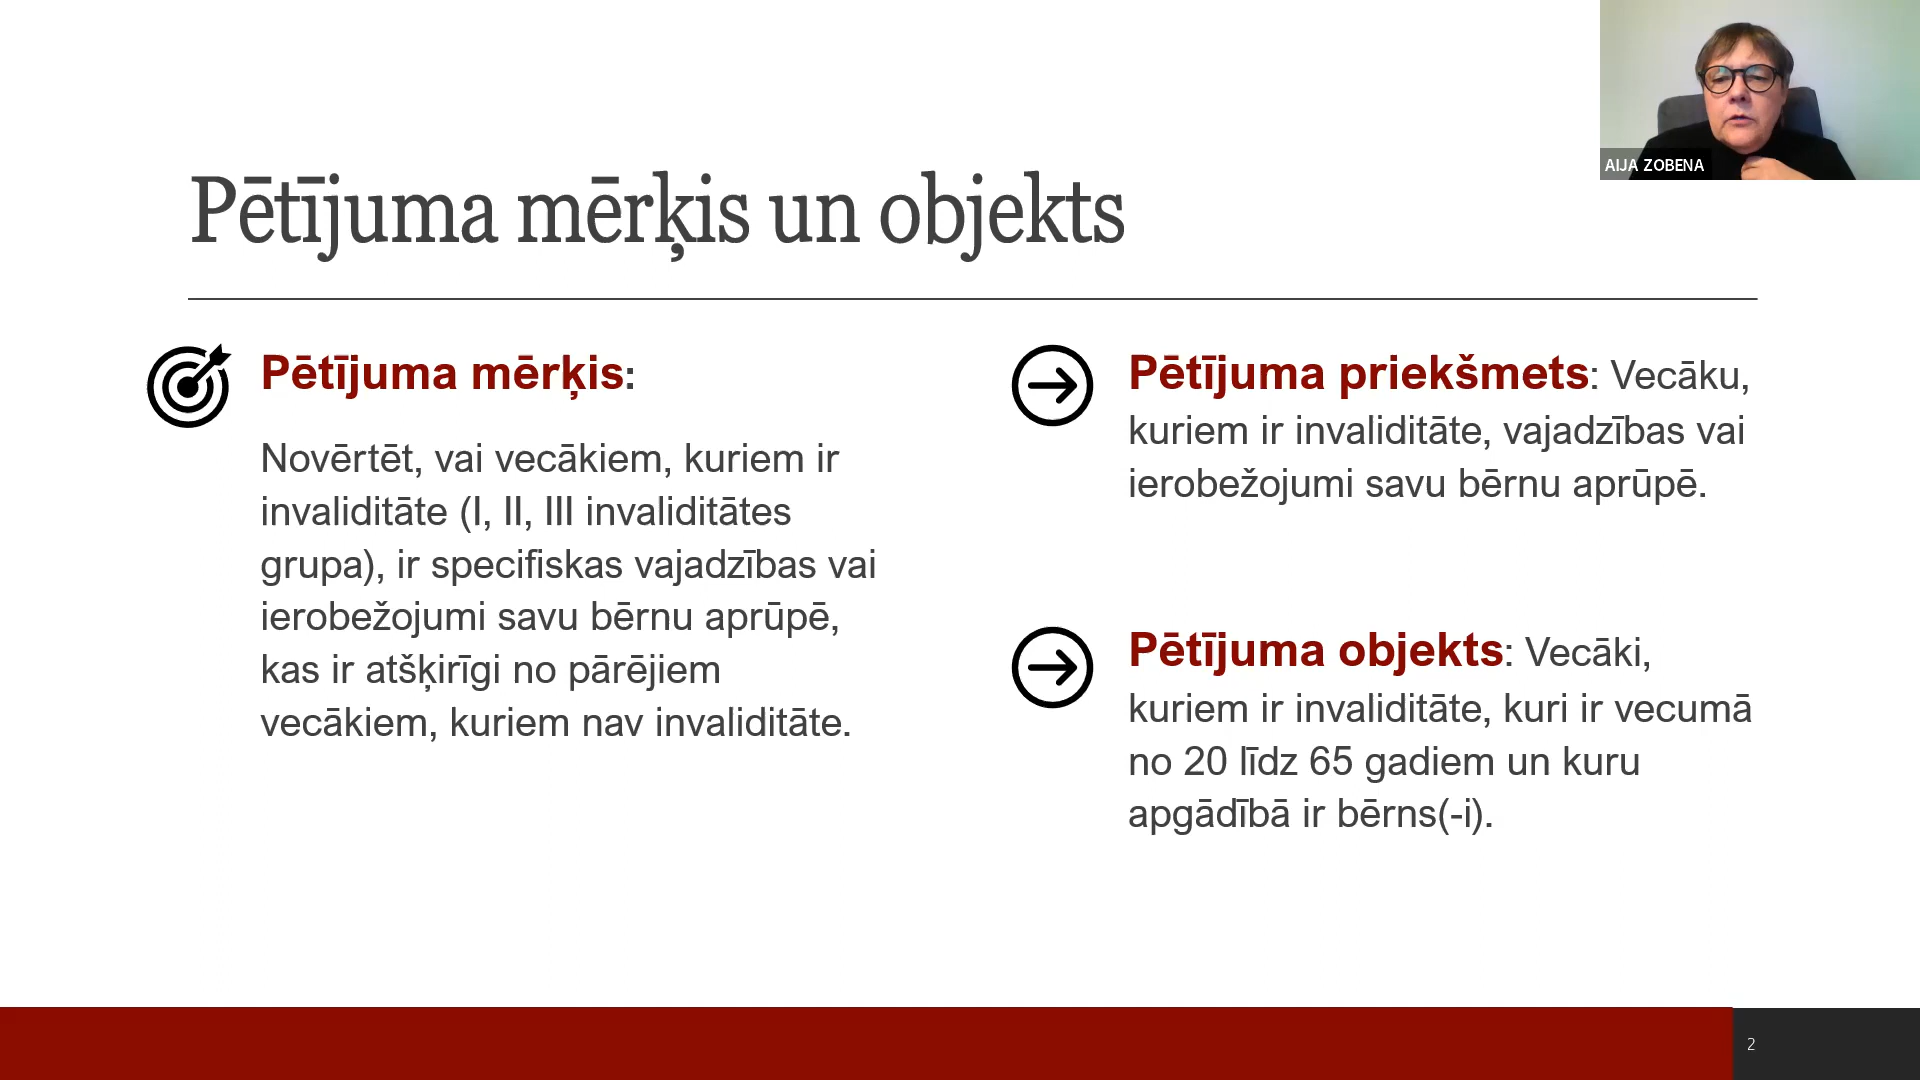 AIJA ZOBENA
Pētījuma mērķis un objekts
Pētījuma mērķis:
Novērtēt, vai vecākiem, kuriem ir
invaliditāte (I, II, III invaliditātes
grupa), ir specifiskas vajadzības vai
ierobežojumi savu bērnu aprūpē,
kas ir atšķirīgi no pārējiem
vecākiem, kuriem nav invaliditāte.
Pētījuma priekšmets: Vecāku,
kuriem ir invaliditāte, vajadzības vai
ierobežojumi savu bērnu aprūpē.
Pētījuma objekts: Vecāki,
kuriem ir invaliditāte, kuri ir vecumā
no 20 līdz 65 gadiem un kuru
apgādībā ir bērns(-i).
2